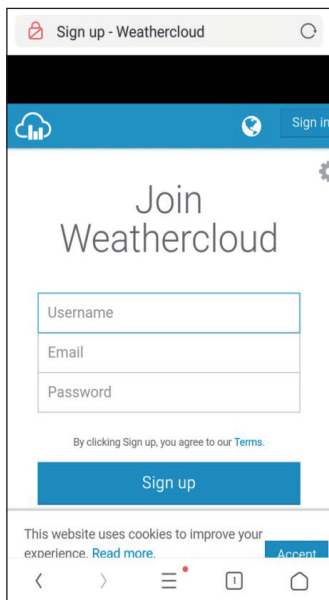 Sign up - Weathercloud
Sign in
Join
Weathercloud
Username
Email
Password
By clicking Sign up, you agree to our Terms.
Sign up
This website uses cookies to improve your
experience. Read more.
Accept
1